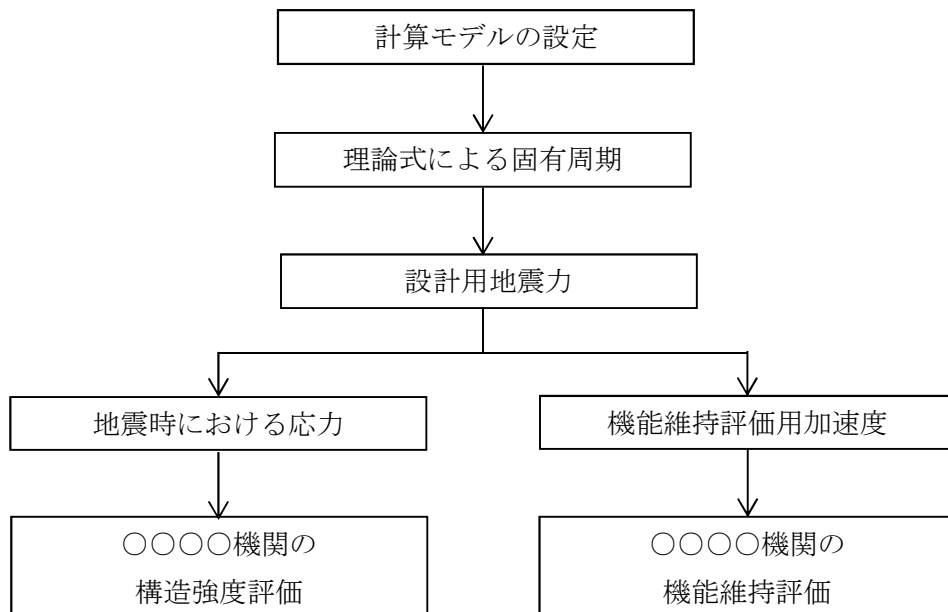 計算モデルの設定
理論式による固有周期
設計用地震力
地震時における応力
機能維持評価用加速度
○○○○機関の
構造強度評価
○○○○機関の
機能維持評価